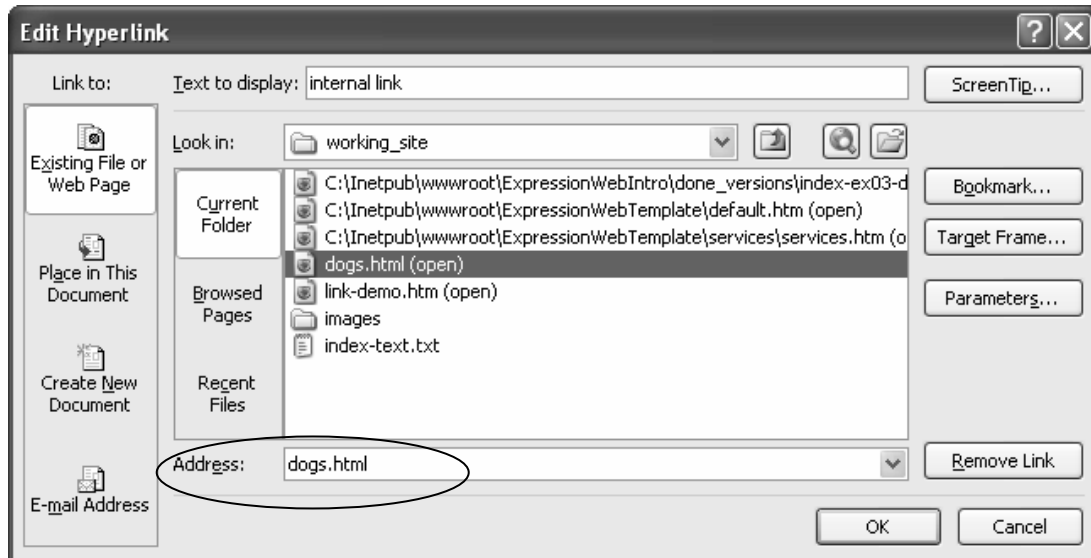 Edit Hyperlink
Link to:
Text to display: internal link
ScreenTip...
Existing File or
Web Page
Look in: working_site
Current
Folder
C:\Inetpub\wwwroot\ExpressionWebIntro\done_versions\index-ex03-d
C:\Inetpub\wwwroot\ExpressionWebTemplate\default.htm (open)
C:\Inetpub\wwwroot\ExpressionWebTemplate\services\services.htm (o
dogs.html (open)
link-demo.htm (open)
images
index-text.txt
Bookmark...
Target Frame...
Parameters...
Place in This
Document
Browsed
Pages
Create New
Document
Recent
Files
E-mail Address
Address: dogs.html
Remove Link
OK
Cancel